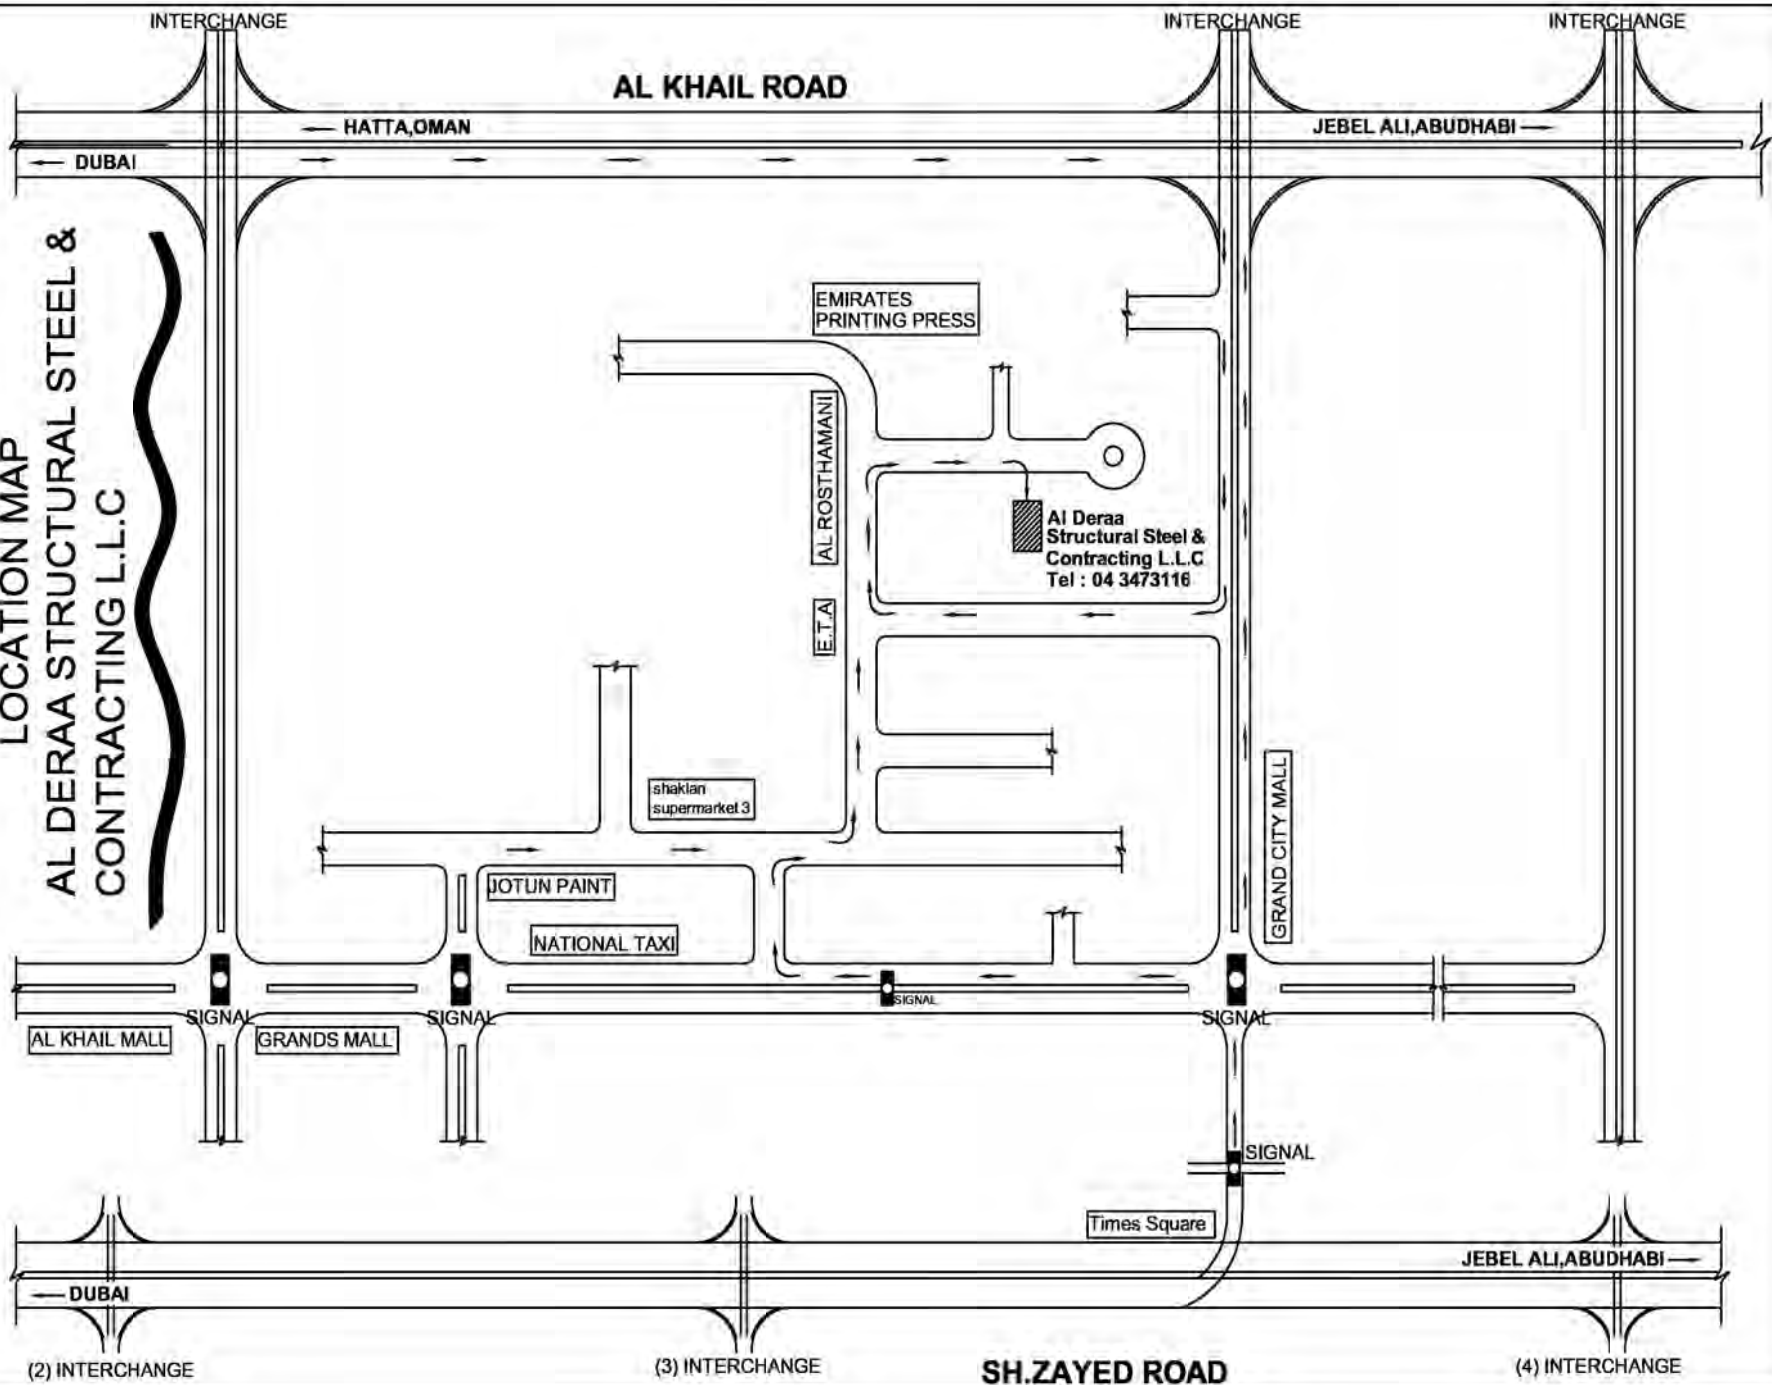 INTERCHANGE
INTERCHANGE
INTERCHANGE
AL KHAIL ROAD
HATTA,OMAN
JEBEL ALI,ABUDHABI
DUBAI
LOCATION MAP
AL DERAA STRUCTURAL STEEL &
CONTRACTING L.L.C
EMIRATES
PRINTING PRESS
AL ROSTHAMANI
Al Deraa
Structural Steel &
Contracting L.L.C
Tel : 04 3473116
E.T.A
shaklan
supermarket 3
GRAND CITY MALL
JOTUN PAINT
NATIONAL TAXI
SIGNAL
SIGNAL
SIGNAL
SIGNAL
AL KHAIL MALL
GRANDS MALL
SIGNAL
Times Square
JEBEL ALI,ABUDHABI
DUBAI
(2) INTERCHANGE
(3) INTERCHANGE
SH.ZAYED ROAD
(4) INTERCHANGE